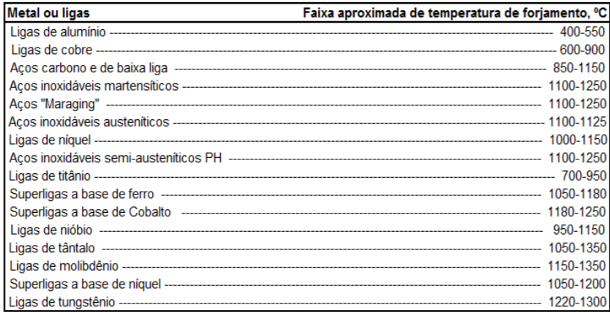 Metal ou ligas Faixa aproximada de temperatura de forjamento, ºC
Ligas de alumínio 400-550
Ligas de cobre 600-900
Aços carbono e de baixa liga 850-1150
Aços inoxidáveis martensíticos 1100-1250
Aços "Maraging" 1100-1250
Aços inoxidáveis austeníticos 1100-1125
Ligas de níquel 1000-1150
Aços inoxidáveis semi-austeníticos PH 1100-1250
Ligas de titânio 700-950
Superligas a base de ferro 1050-1180
Superligas a base de Cobalto 1180-1250
Ligas de nióbio 950-1150
Ligas de tântalo 1050-1350
Ligas de molibdênio 1150-1350
Superligas a base de níquel 1050-1200
Ligas de tungstênio 1220-1300